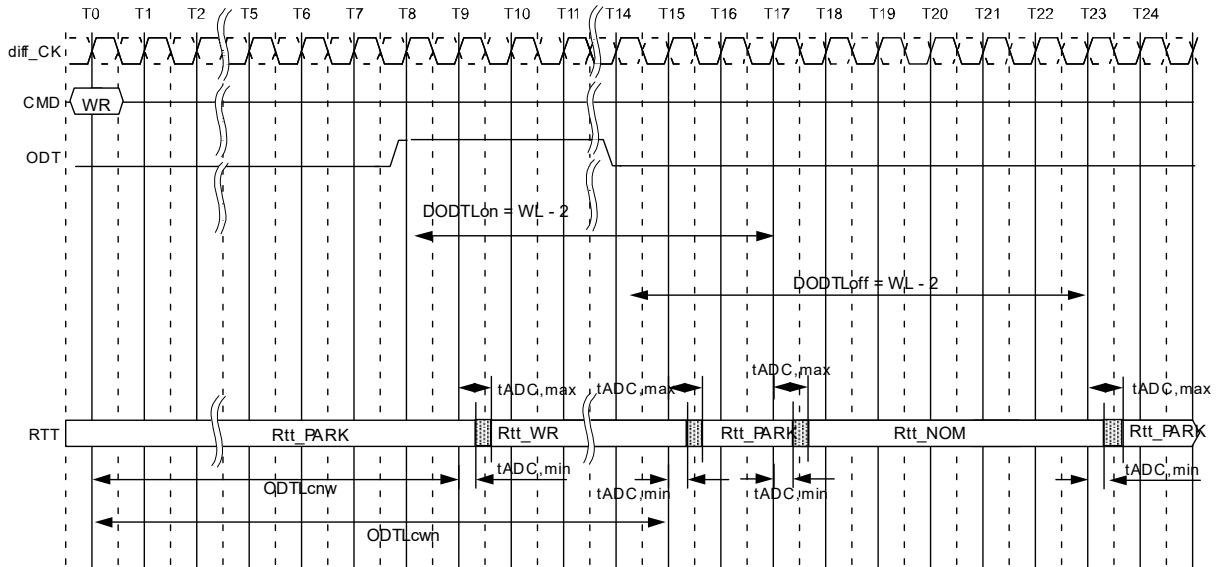 T0 T1 T2 T5 T6 T7 T8 T9 T10 T11 T14 T15 T16 T17 T18 T19 T20 T21 T22 T23 T24
diff_CK
CMD WR
ODT
DODTLon = WL - 2
DODTLoff = WL - 2
tADC,max tADC,max tADC,max tADC,max
RTT Rtt_PARK Rtt_WR Rtt_PARK Rtt_NOM Rtt_PARK
tADC,min tADC,min tADC,min tADC,min
ODTLcnw
ODTLcwn